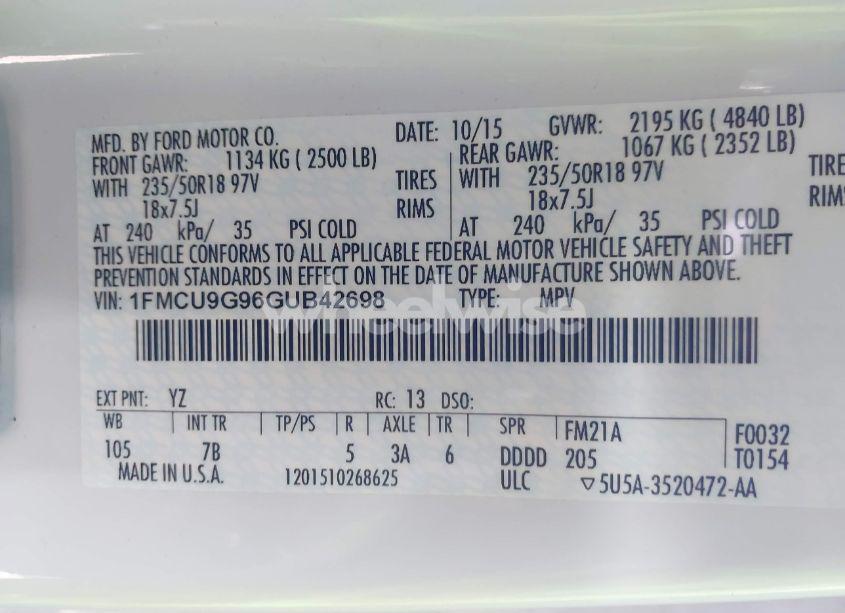 MFD. BY FORD MOTOR CO. DATE: 10/15 GVWR: 2195 KG ( 4840 LB)
FRONT GAWR: 1134 KG ( 2500 LB) REAR GAWR: 1067 KG ( 2352 LB)
WITH 235/50R18 97V TIRES WITH 235/50R18 97V TIRE
18x7.5J RIMS 18x7.5J RIMS
AT 240 kPa/ 35 PSI COLD AT 240 kPa/ 35 PSI COLD
THIS VEHICLE CONFORMS TO ALL APPLICABLE FEDERAL MOTOR VEHICLE SAFETY AND THEFT
PREVENTION STANDARDS IN EFFECT ON THE DATE OF MANUFACTURE SHOWN ABOVE.
VIN: 1FMCU9G96GUB42698 TYPE: MPV
wheelwise
EXT PNT: YZ RC: 13 DSO:
WB INT TR TP/PS R AXLE TR SPR FM21A F0032
105 7B 5 3A 6 DDDD 205 T0154
MADE IN U.S.A. 1201510268625 ULC 5U5A-3520472-AA